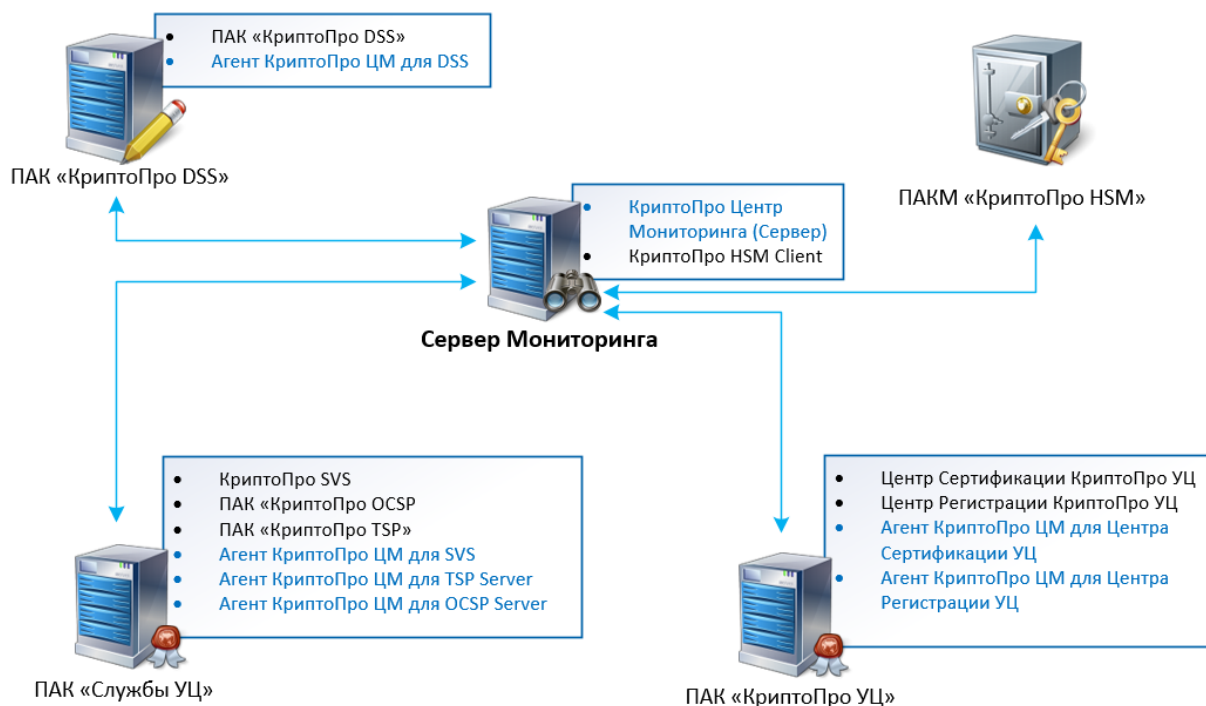 • ПАК «КриптоПро DSS»
• Агент КриптоПро ЦМ для DSS
ПАК «КриптоПро DSS»
ПАКМ «КриптоПро HSM»
• КриптоПро Центр
Мониторинга (Сервер)
• КриптоПро HSM Client
Сервер Мониторинга
• КриптоПро SVS
• ПАК «КриптоПро OCSP
• ПАК «КриптоПро TSP»
• Агент КриптоПро ЦМ для SVS
• Агент КриптоПро ЦМ для TSP Server
• Агент КриптоПро ЦМ для OCSP Server
ПАК «Службы УЦ»
• Центр Сертификации КриптоПро УЦ
• Центр Регистрации КриптоПро УЦ
• Агент КриптоПро ЦМ для Центра
Сертификации УЦ
• Агент КриптоПро ЦМ для Центра
Регистрации УЦ
ПАК «КриптоПро УЦ»